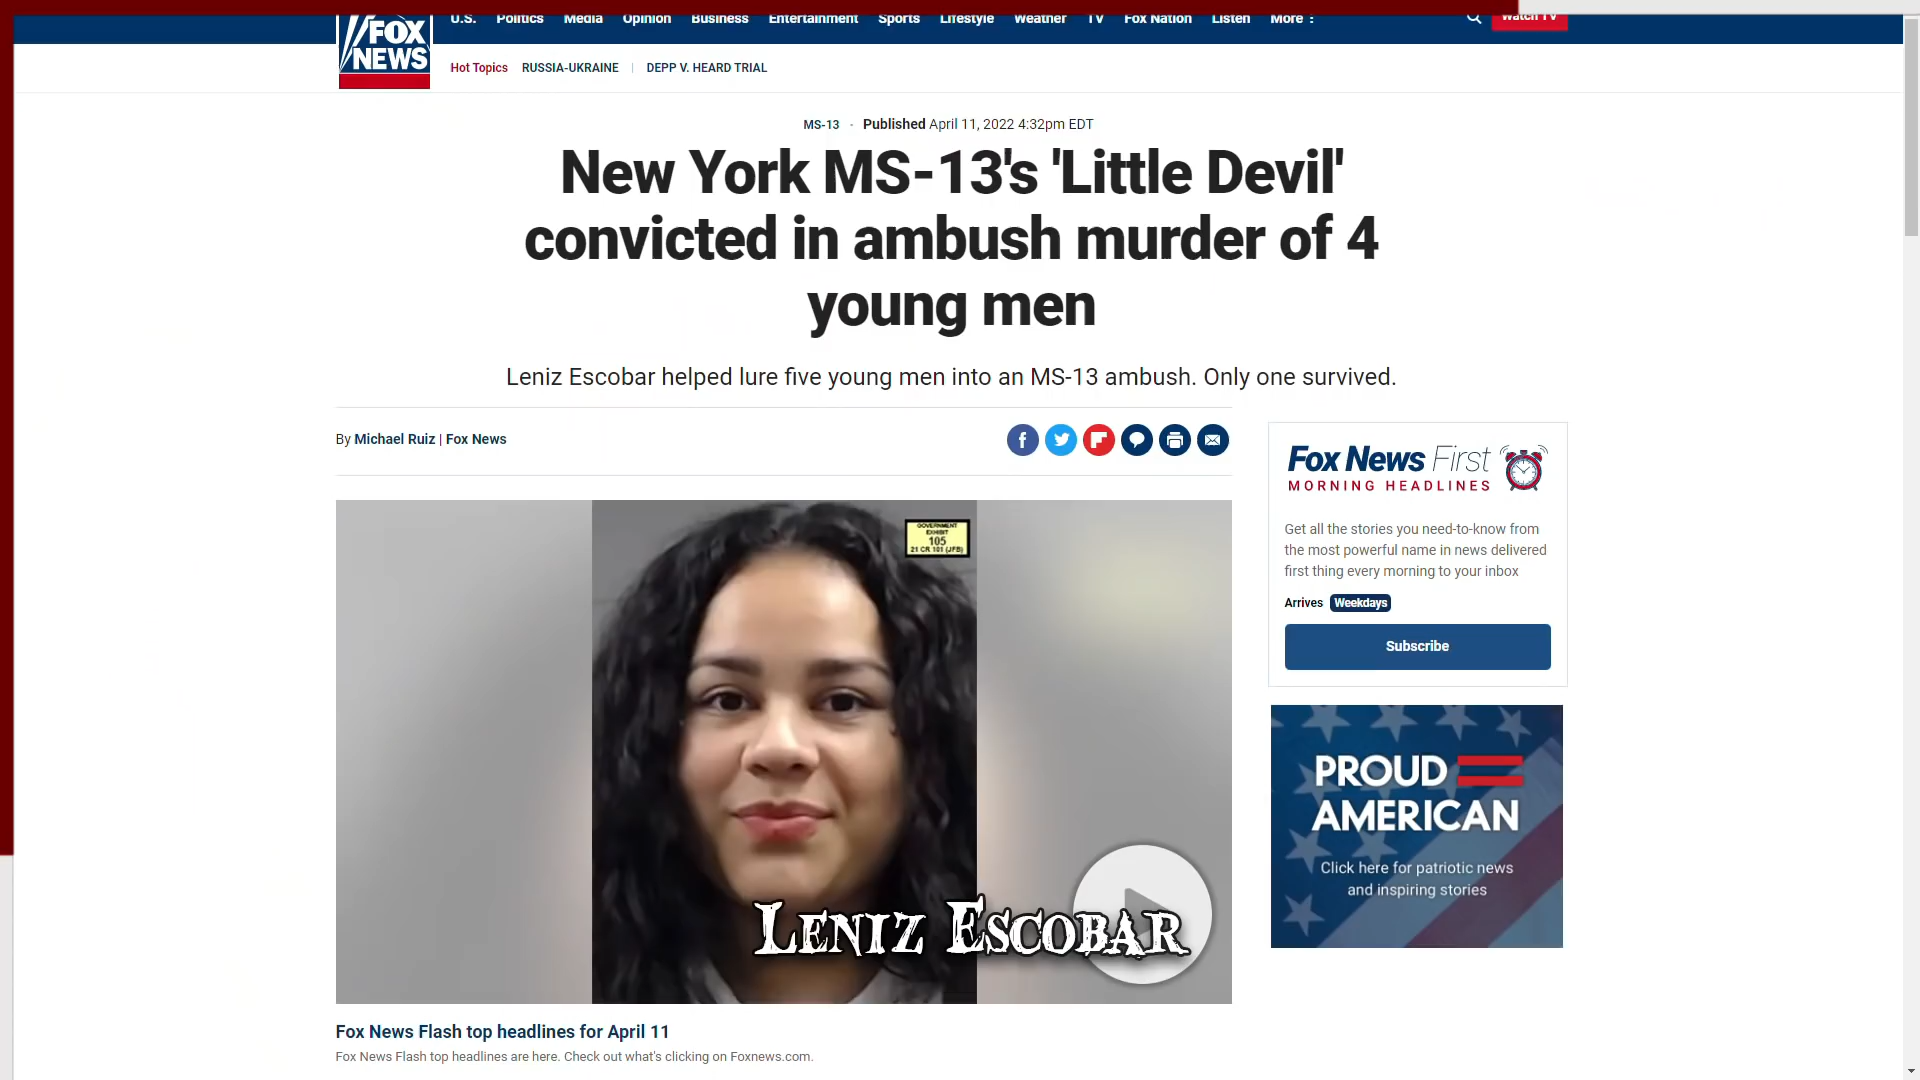 U.S. Politics Media Opinion Business Entertainment Sports Lifestyle Weather TV Fox Nation Listen More Watch TV
FOX
NEWS
Hot Topics RUSSIA-UKRAINE DEPP V. HEARD TRIAL
MS-13 · Published April 11, 2022 4:32pm EDT
New York MS-13's 'Little Devil'
convicted in ambush murder of 4
young men
Leniz Escobar helped lure five young men into an MS-13 ambush. Only one survived.
By Michael Ruiz | Fox News
Fox News First
MORNING HEADLINES
Get all the stories you need-to-know from
the most powerful name in news delivered
first thing every morning to your inbox
Arrives Weekdays
Subscribe
GOVERNMENT
EXHIBIT
105
21 CR 101 (JFB)
PROUD
AMERICAN
Click here for patriotic news
and inspiring stories
LENIZ ESCOBAR
Fox News Flash top headlines for April 11
Fox News Flash top headlines are here. Check out what's clicking on Foxnews.com.